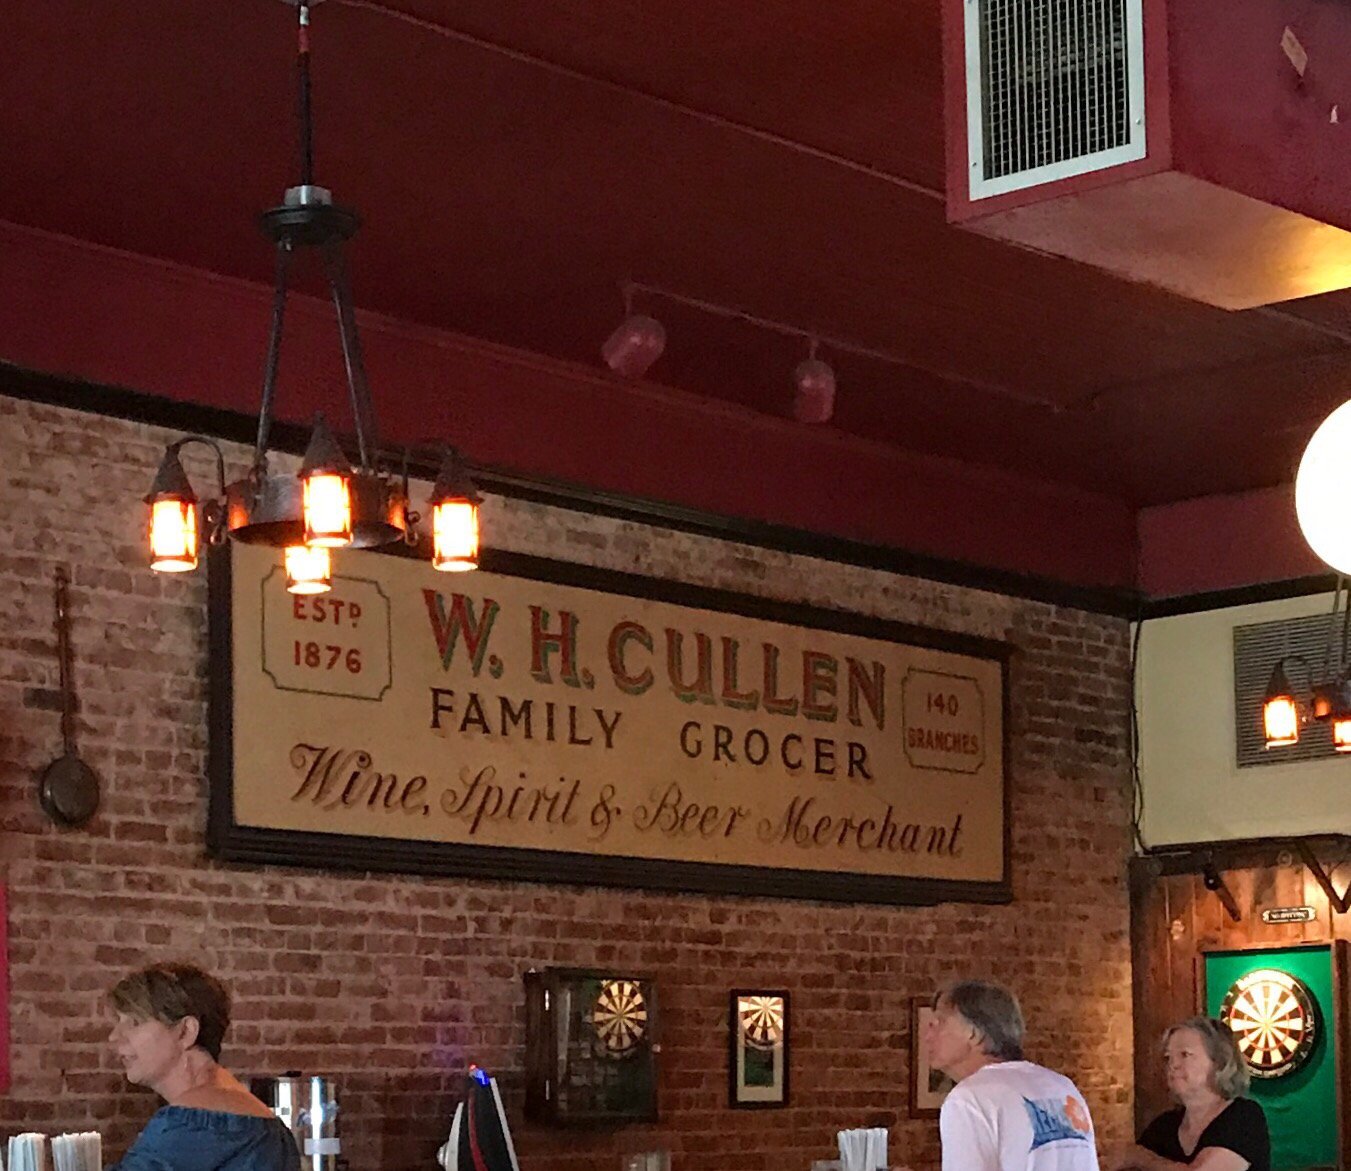 ESTD
1876
W. H. CULLEN
FAMILY GROCER
140
BRANCHES
Wine, Spirit & Beer Merchant